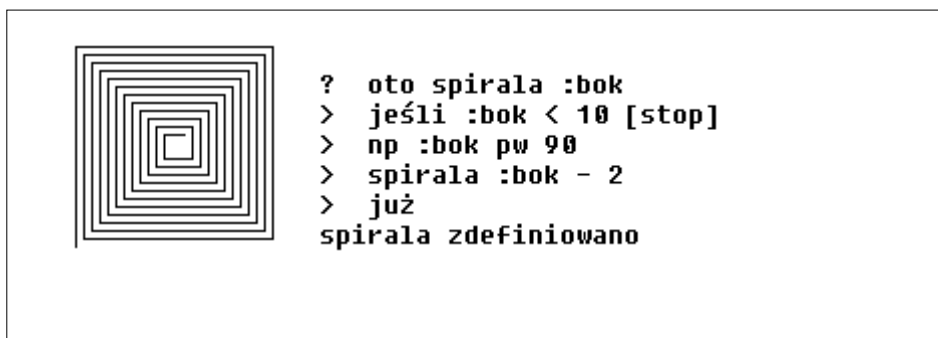 ? oto spirala :bok
> jeśli :bok < 10 [stop]
> np :bok pw 90
> spirala :bok - 2
> już
spirala zdefiniowano